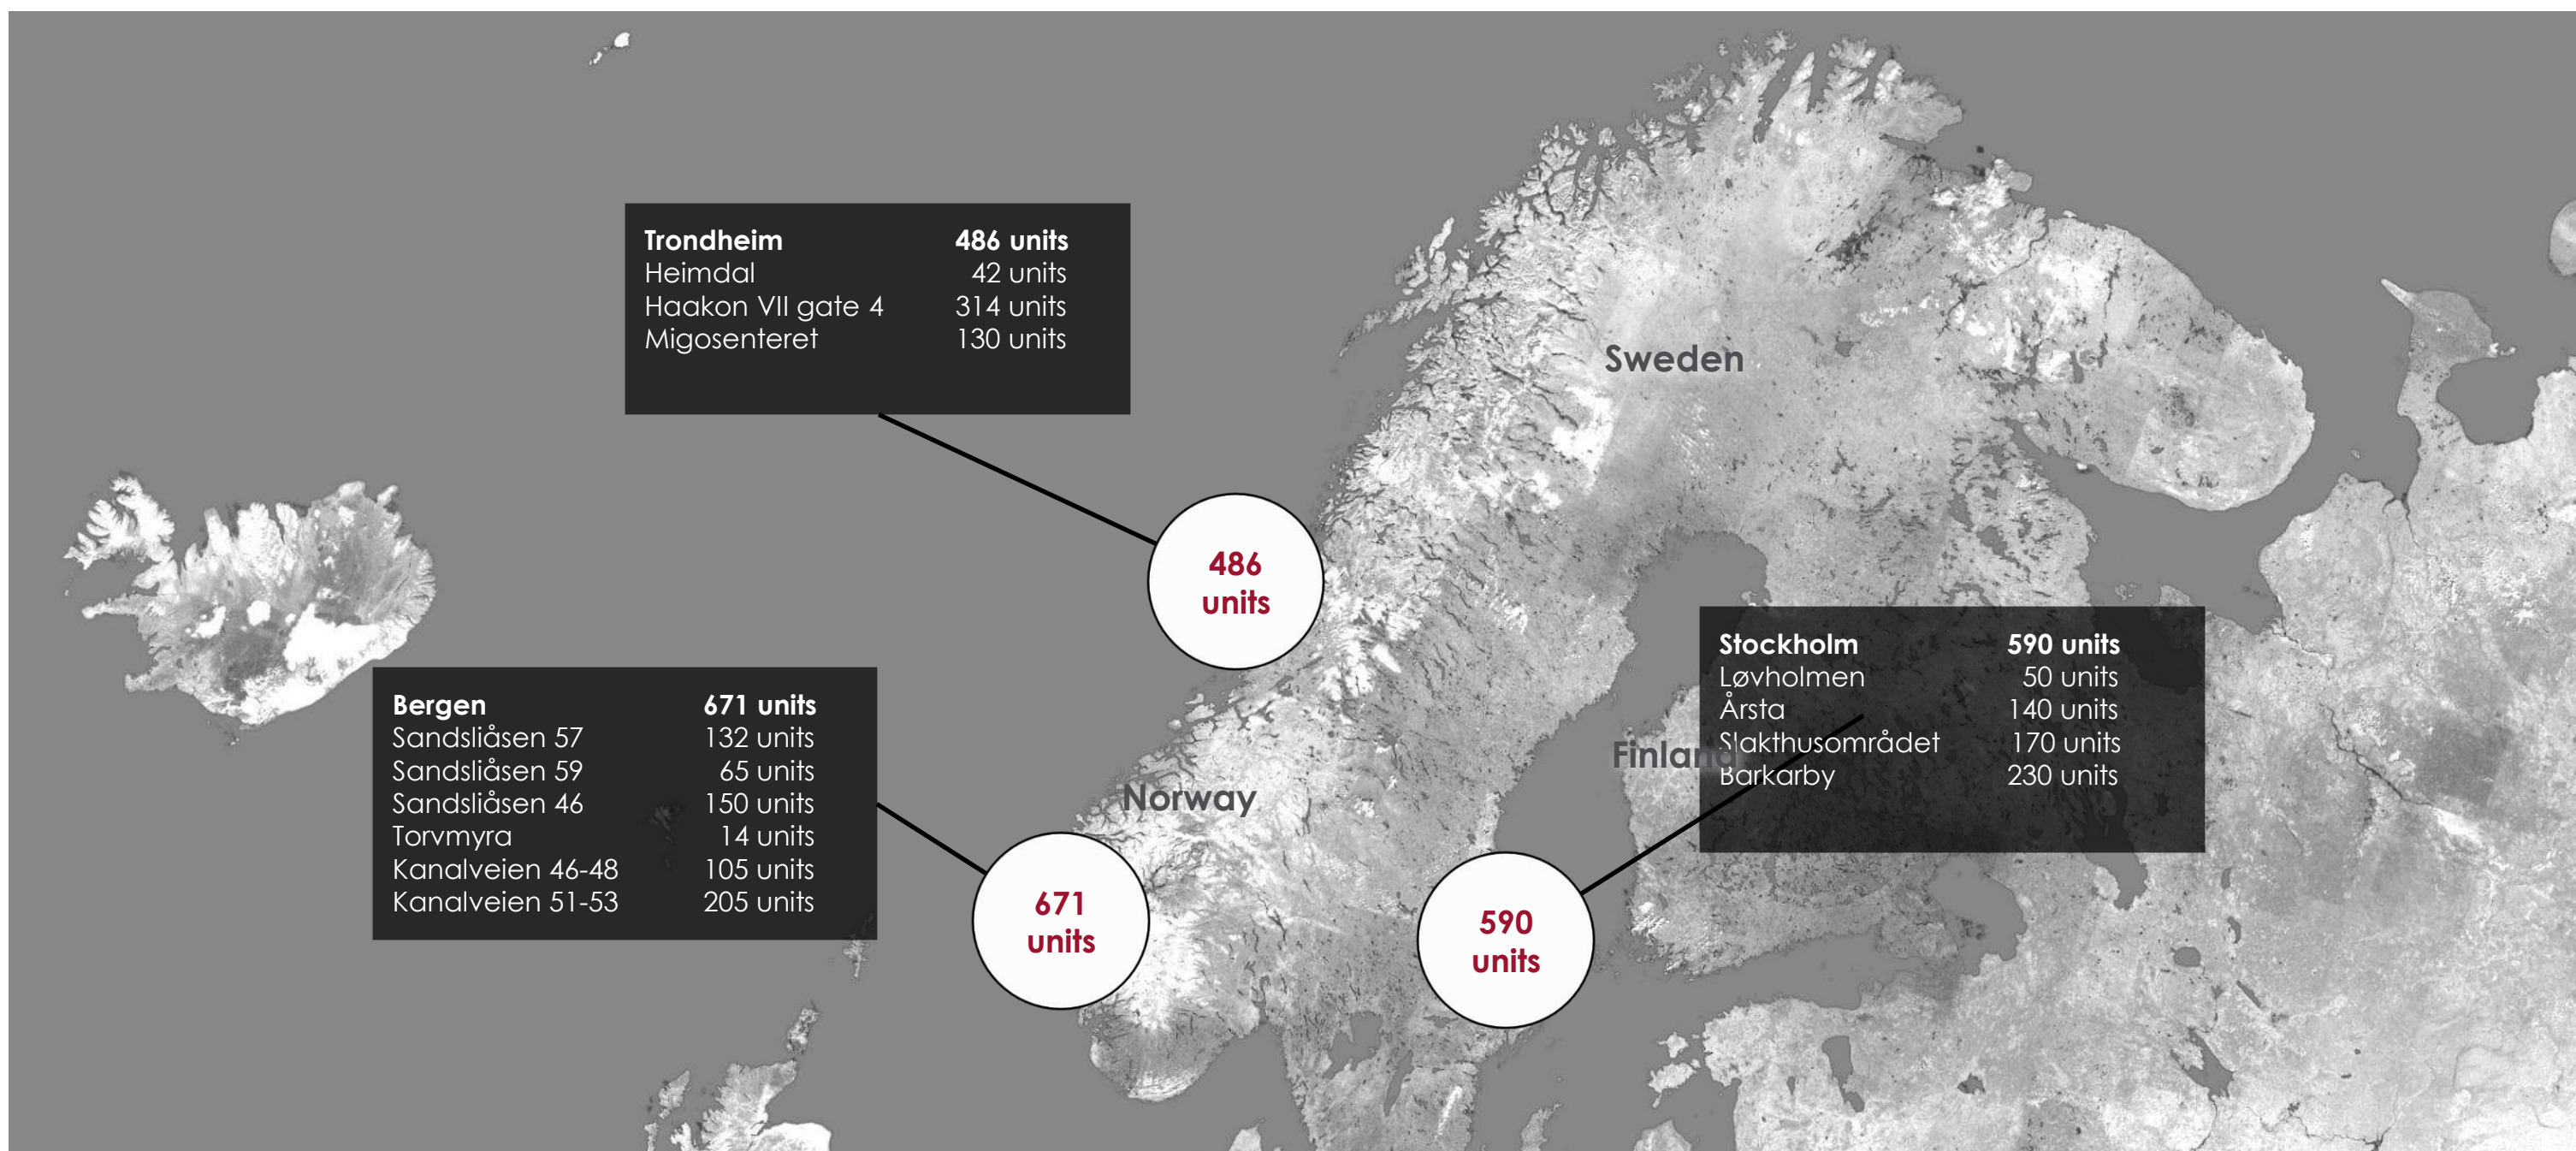 Trondheim 486 units
Heimdal 42 units
Haakon VII gate 4 314 units
Migosenteret 130 units
Sweden
486
units
Stockholm 590 units
Løvholmen 50 units
Årsta 140 units
Slakthusområdet 170 units
Barkarby 230 units
Finland
Bergen 671 units
Sandsliåsen 57 132 units
Sandsliåsen 59 65 units
Sandsliåsen 46 150 units
Torvmyra 14 units
Kanalveien 46-48 105 units
Kanalveien 51-53 205 units
Norway
671
units
590
units